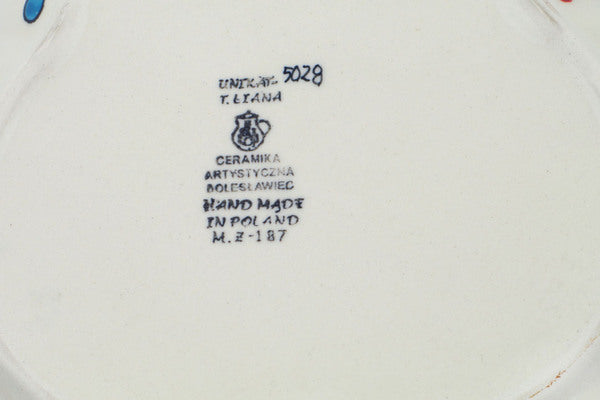 UNIKAT 5028
T. LIANA
CERAMIKA
ARTYSTYCZNA
BOLESŁAWIEC
HAND MADE
IN POLAND
M.Z-187